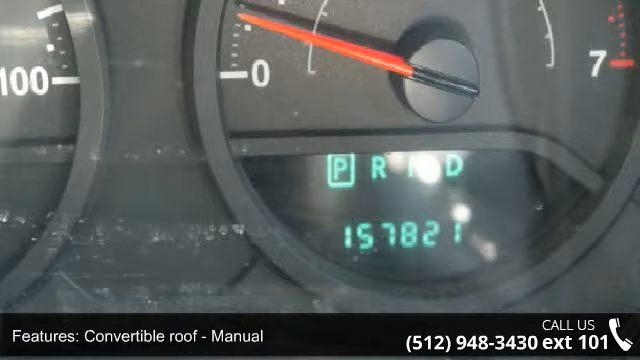 100
0
7
P R N D
157821
Features: Convertible roof - Manual
CALL US
(512) 948-3430 ext 101